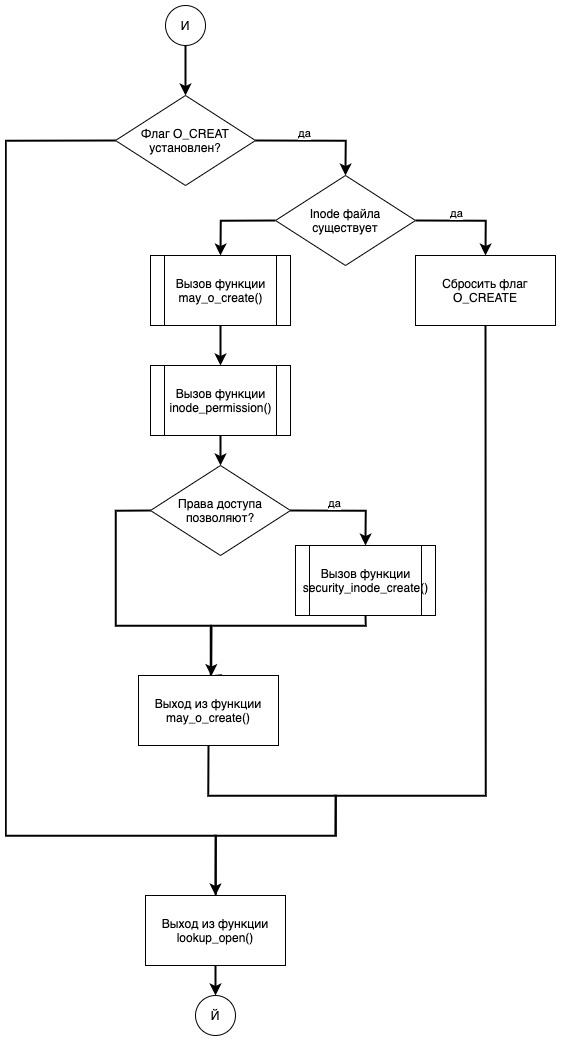 И
Флаг O_CREAT
установлен?
да
Inode файла
существует
да
Вызов функции
may_o_create()
Сбросить флаг
O_CREATE
Вызов функции
inode_permission()
Права доступа
позволяют?
да
Вызов функции
security_inode_create()
Выход из функции
may_o_create()
Выход из функции
lookup_open()
Й